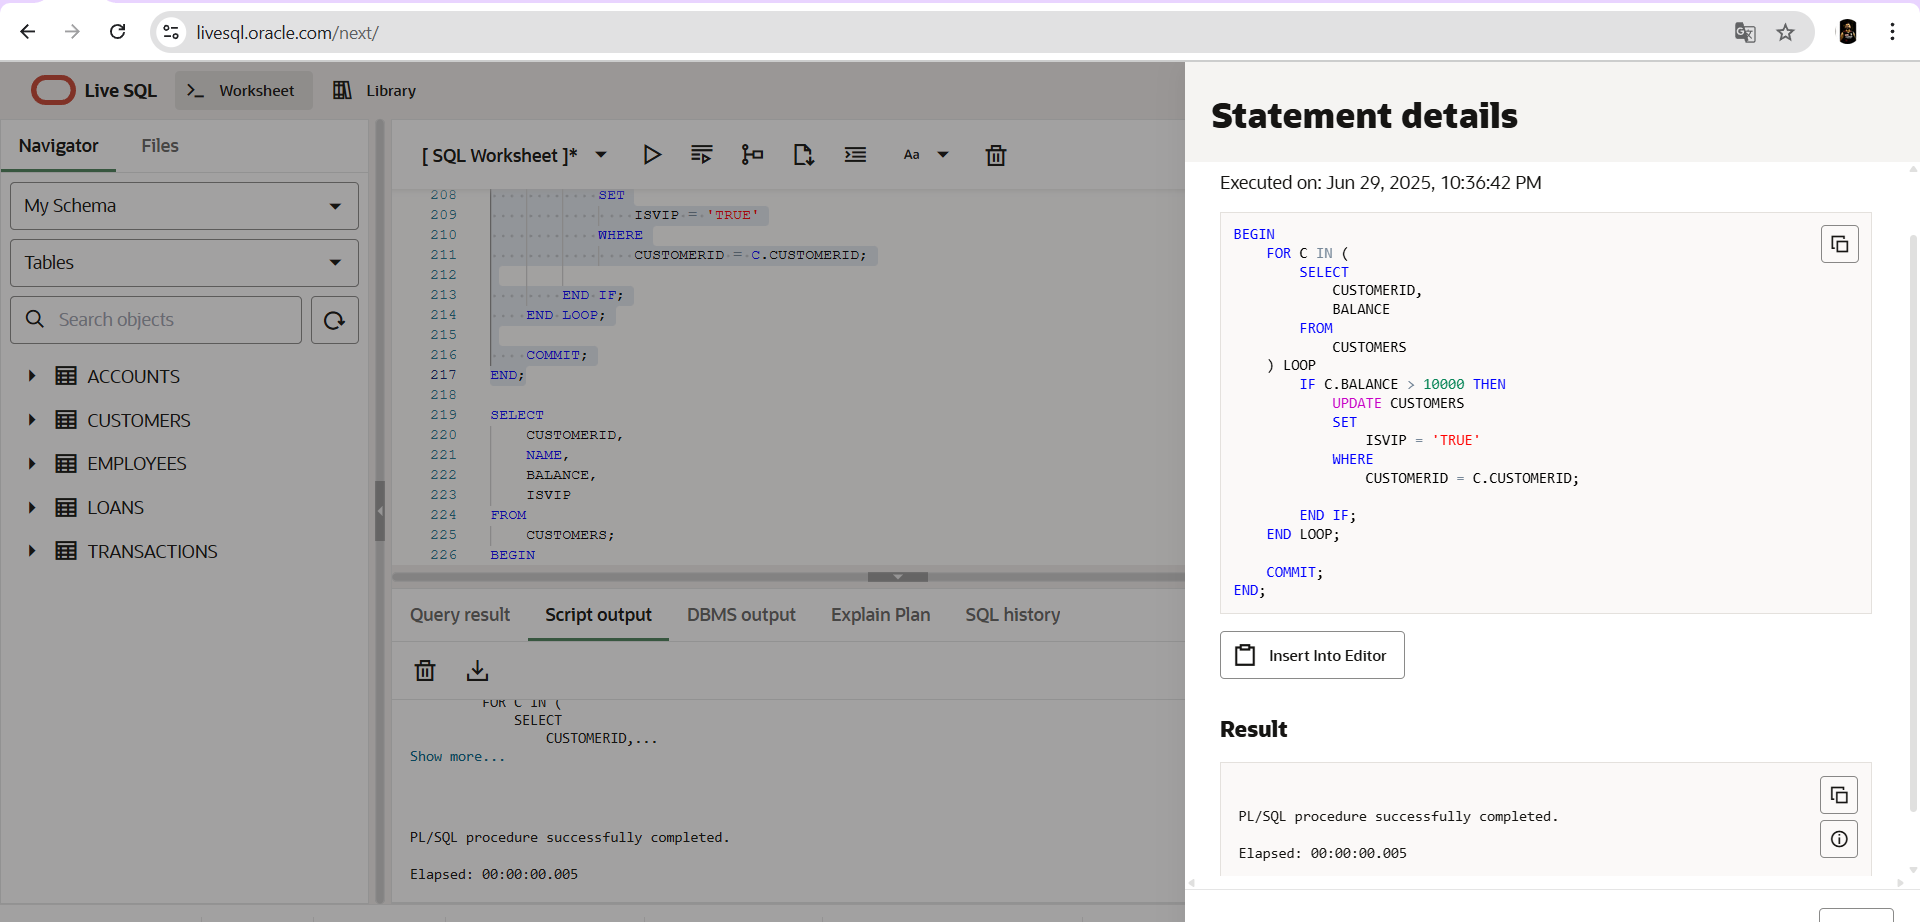 livesql.oracle.com/next/
Live SQL
Worksheet
Library
Navigator
Files
My Schema
Tables
Search objects
ACCOUNTS
CUSTOMERS
EMPLOYEES
LOANS
TRANSACTIONS
[ SQL Worksheet ]*
Aa
208 SET
209 ISVIP = 'TRUE'
210 WHERE
211 CUSTOMERID = C.CUSTOMERID;
212
213 END IF;
214 END LOOP;
215
216 COMMIT;
217 END;
218
219 SELECT
220 CUSTOMERID,
221 NAME,
222 BALANCE,
223 ISVIP
224 FROM
225 CUSTOMERS;
226 BEGIN
Query result
Script output
DBMS output
Explain Plan
SQL history
FOR C IN (
SELECT
CUSTOMERID,...
Show more...
PL/SQL procedure successfully completed.
Elapsed: 00:00:00.005
Statement details
Executed on: Jun 29, 2025, 10:36:42 PM
BEGIN
FOR C IN (
SELECT
CUSTOMERID,
BALANCE
FROM
CUSTOMERS
) LOOP
IF C.BALANCE > 10000 THEN
UPDATE CUSTOMERS
SET
ISVIP = 'TRUE'
WHERE
CUSTOMERID = C.CUSTOMERID;
END IF;
END LOOP;
COMMIT;
END;
Insert Into Editor
Result
PL/SQL procedure successfully completed.
Elapsed: 00:00:00.005